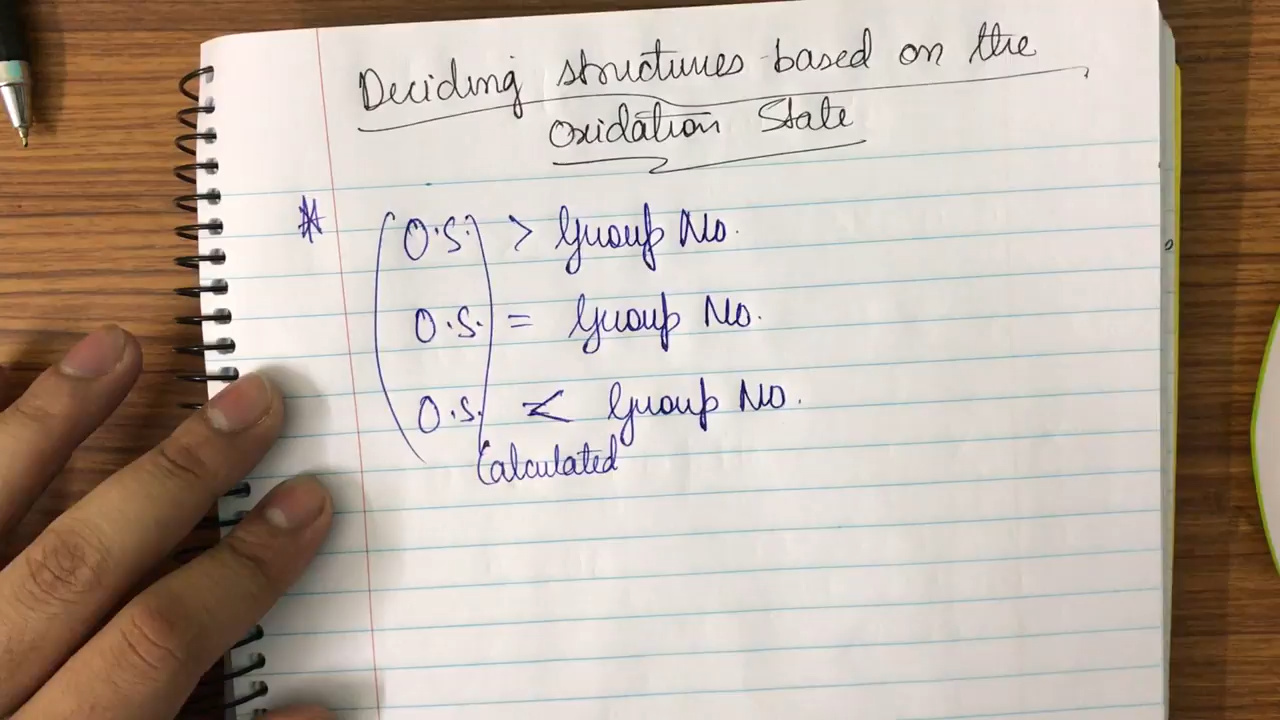 Deciding structures based on the
Oxidation State
* (O.S.) > Group No.
O.S. = Group No.
O.S. < Group No.
Calculated